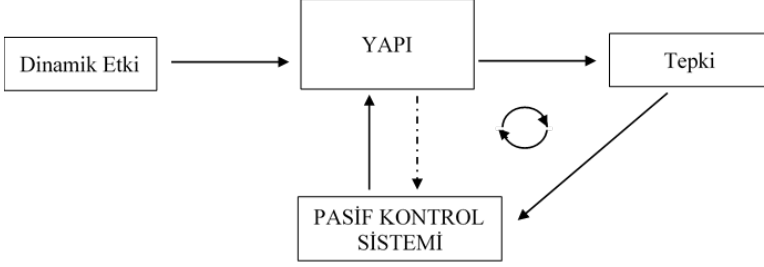 YAPI
Dinamik Etki
Tepki
PASİF KONTROL
SİSTEMİ